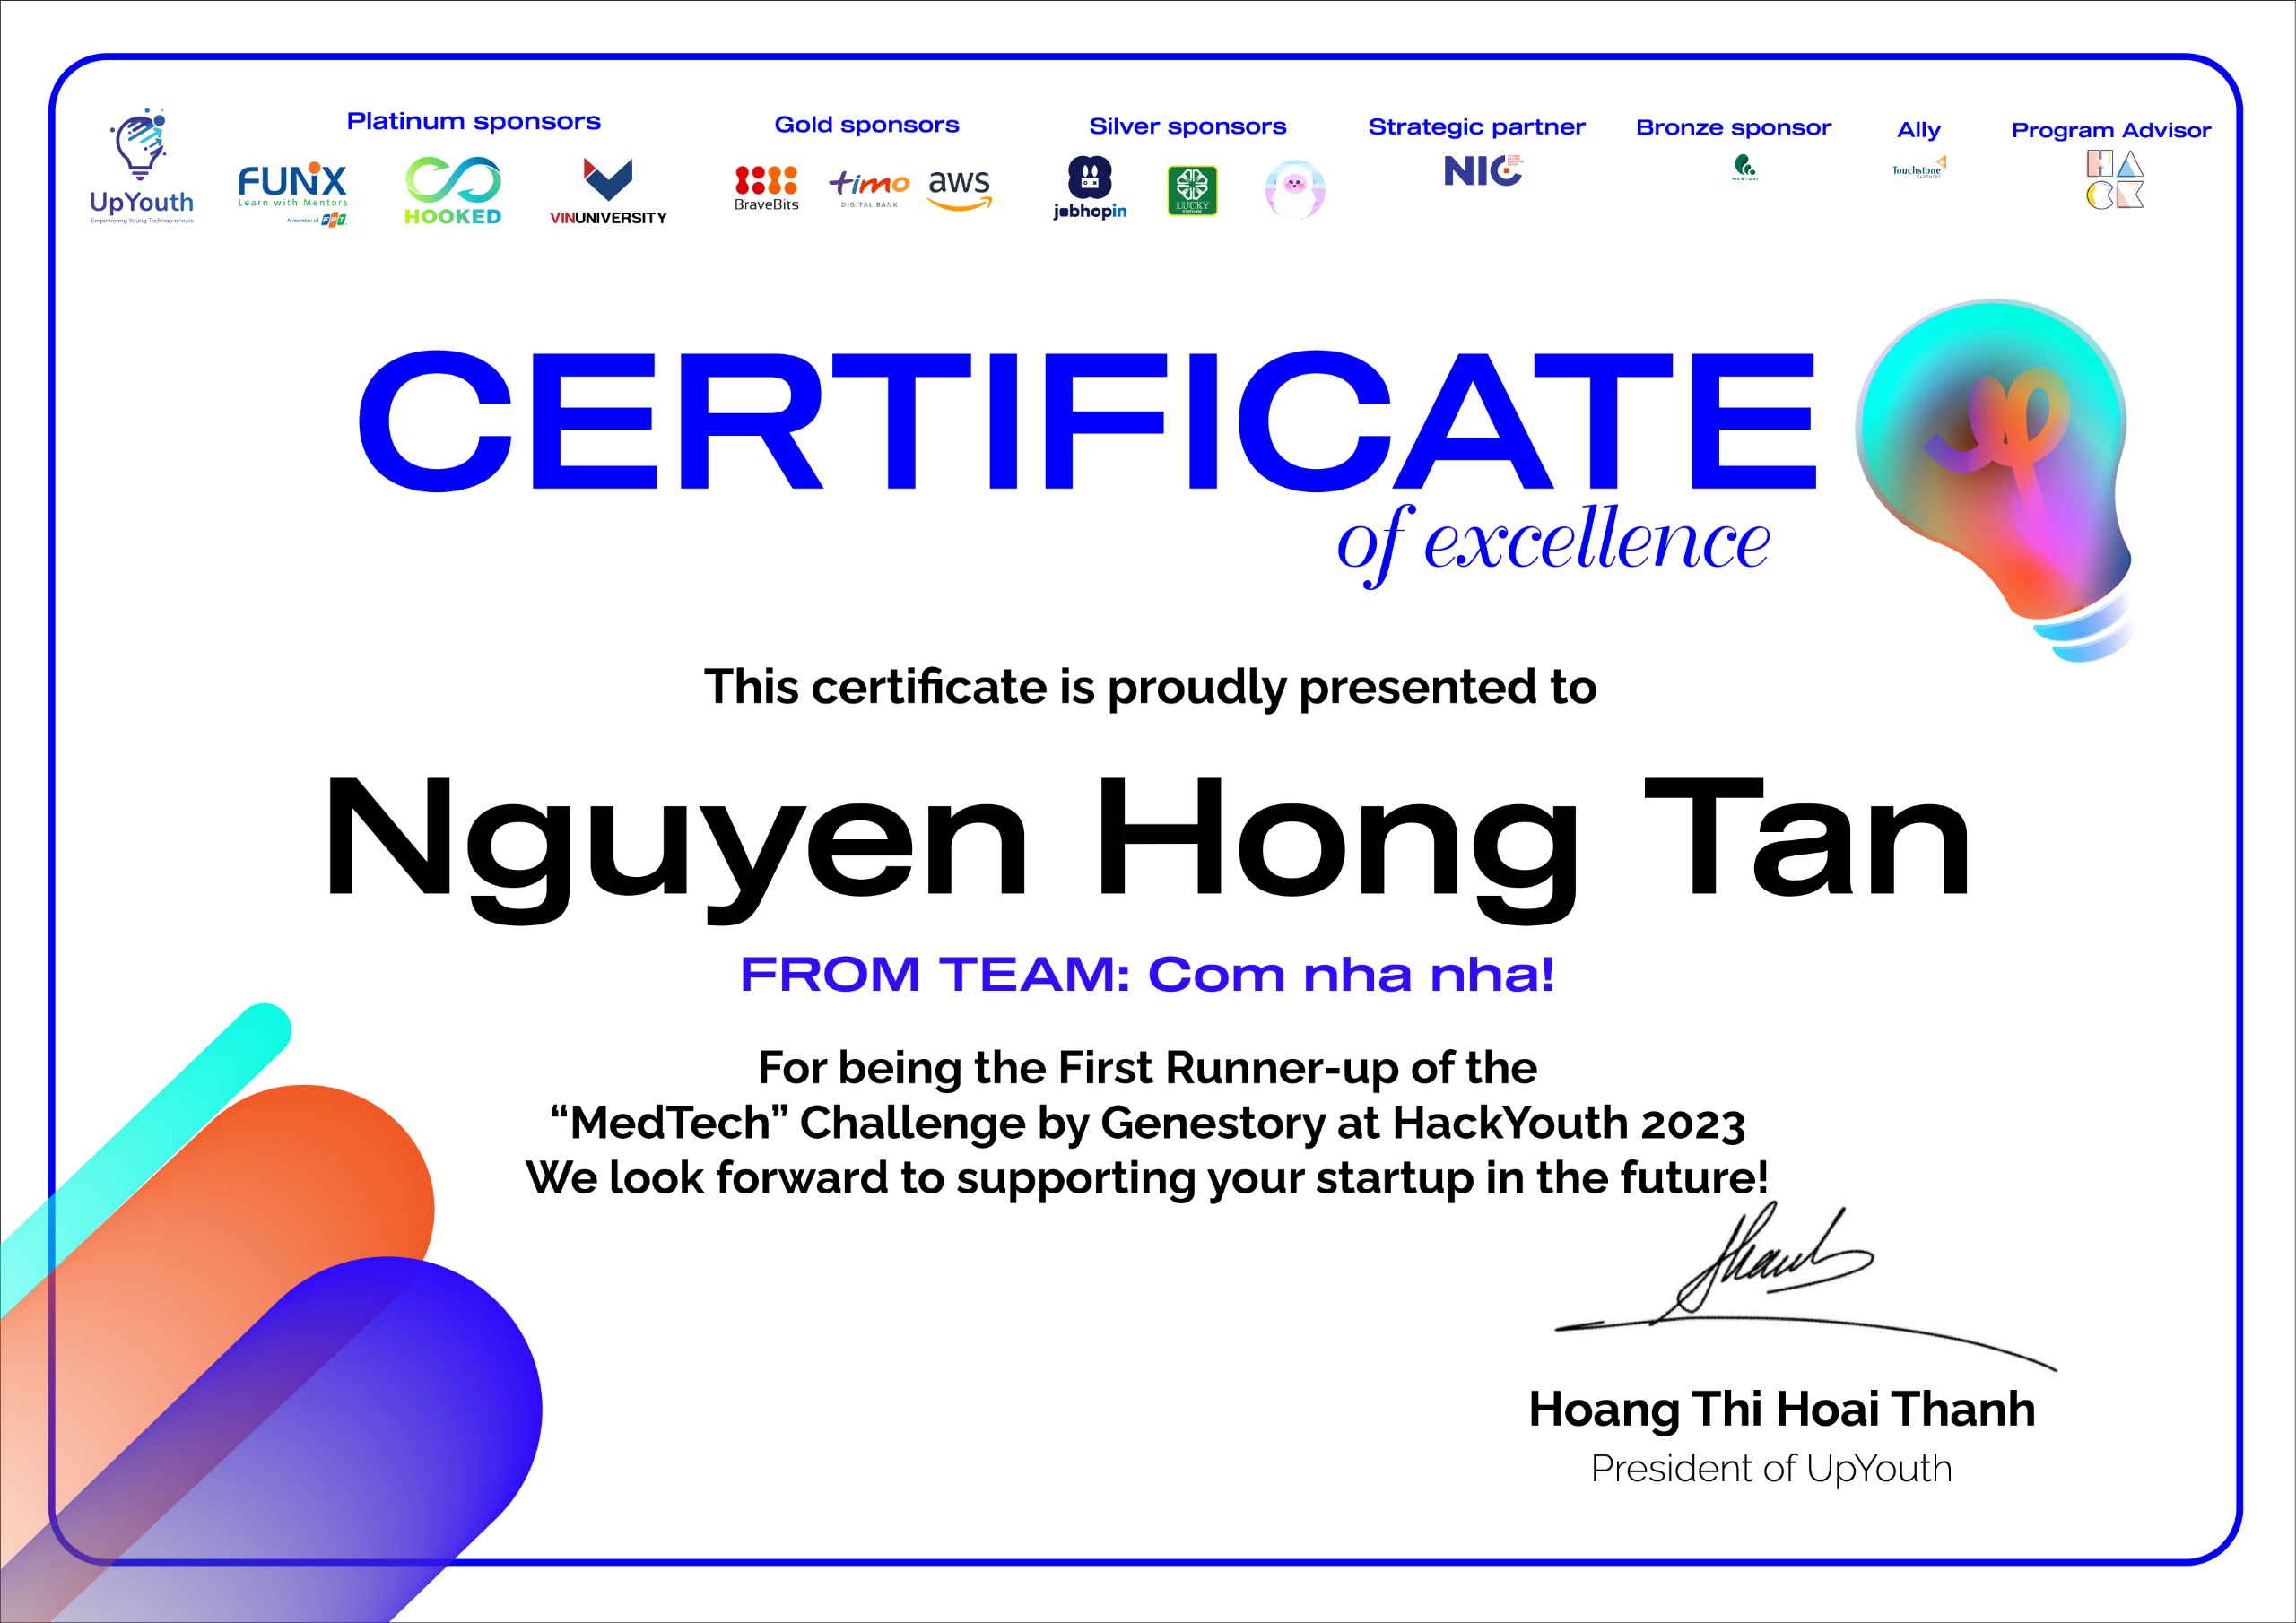 Platinum sponsors
Gold sponsors
Silver sponsors
Strategic partner
Bronze sponsor
Ally
Program Advisor
UpYouth
Empowering Young Technopreneurs
FUNiX
Learn with Mentors
A member of FPT
HOOKED
VINUNIVERSITY
BraveBits
timo
DIGITAL BANK
aws
jobhopin
LUCKY
NIC
MENTORI
Touchstone
PARTNERS
HACK
CERTIFICATE
of excellence
This certificate is proudly presented to
Nguyen Hong Tan
FROM TEAM: Com nha nha!
For being the First Runner-up of the
“MedTech” Challenge by Genestory at HackYouth 2023
We look forward to supporting your startup in the future!
Hoang Thi Hoai Thanh
President of UpYouth